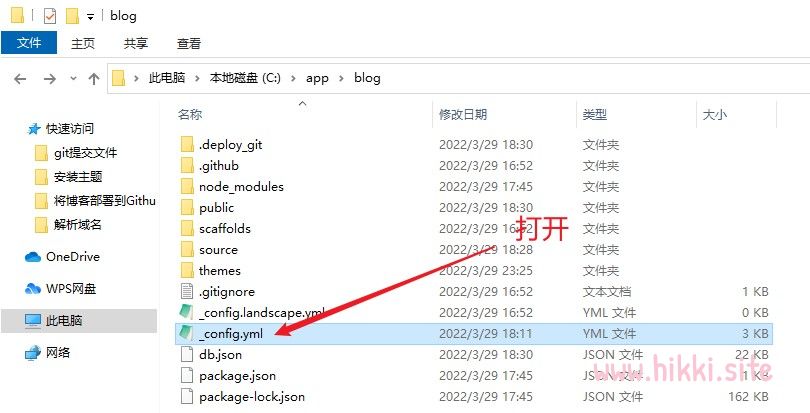 blog
文件 主页 共享 查看
此电脑 本地磁盘 (C:) app blog
名称 修改日期 类型 大小
快速访问
git提交文件
安装主题
将博客部署到Githu
解析域名
OneDrive
WPS网盘
此电脑
网络
.deploy_git 2022/3/29 18:30 文件夹
.github 2022/3/29 16:52 文件夹
node_modules 2022/3/29 17:45 文件夹
public 2022/3/29 18:30 文件夹
scaffolds 2022/3/29 16:52 文件夹
source 2022/3/29 18:28 文件夹
themes 2022/3/29 23:25 文件夹
.gitignore 2022/3/29 16:52 文本文档 1 KB
_config.landscape.yml 2022/3/29 16:52 YML 文件 0 KB
_config.yml 2022/3/29 18:11 YML 文件 3 KB
db.json 2022/3/29 18:30 JSON 文件 22 KB
package.json 2022/3/29 17:45 JSON 文件 1 KB
package-lock.json 2022/3/29 17:45 JSON 文件 162 KB
打开
www.hikki.site